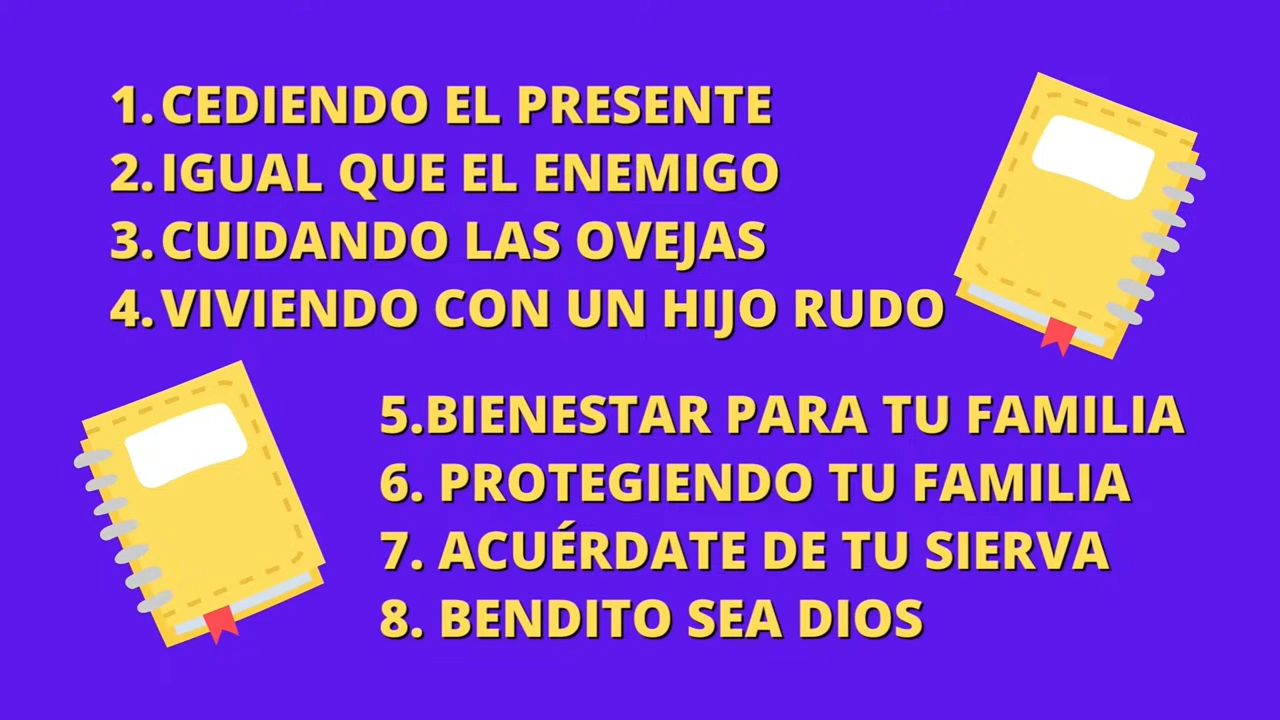 1. CEDIENDO EL PRESENTE
2. IGUAL QUE EL ENEMIGO
3. CUIDANDO LAS OVEJAS
4. VIVIENDO CON UN HIJO RUDO
5.BIENESTAR PARA TU FAMILIA
6. PROTEGIENDO TU FAMILIA
7. ACUÉRDATE DE TU SIERVA
8. BENDITO SEA DIOS